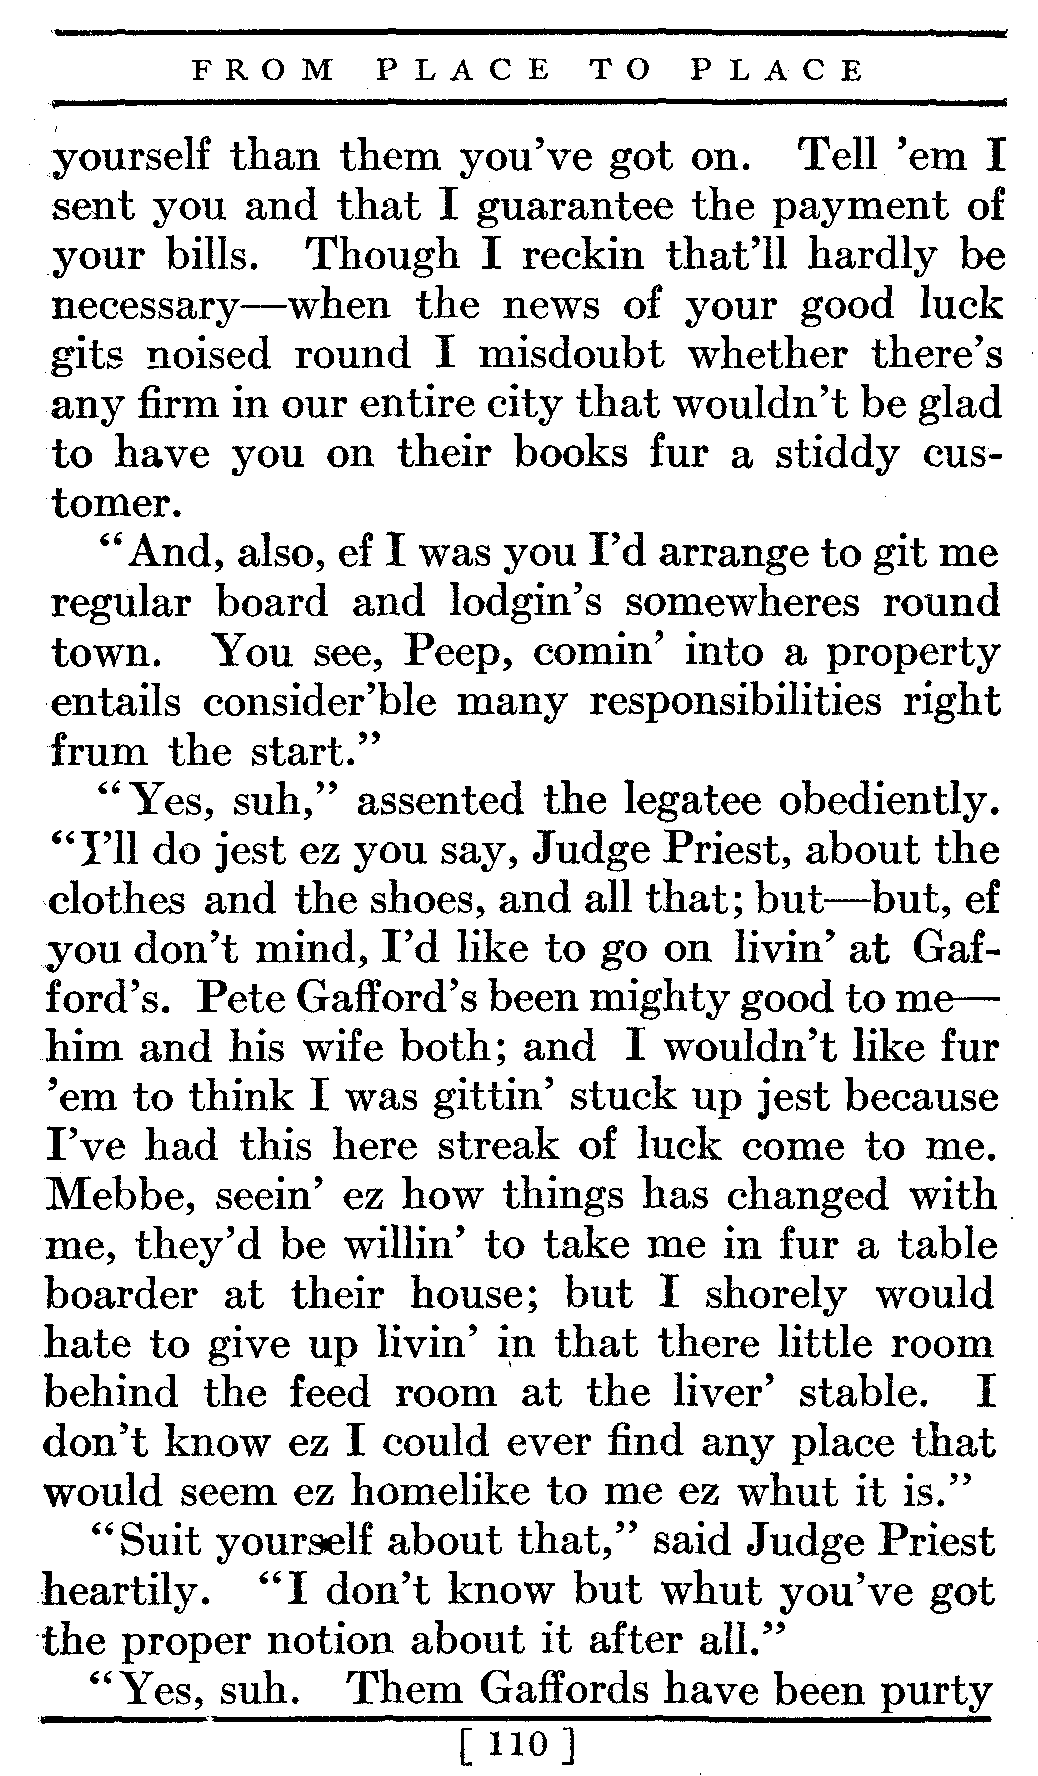 FROM PLACE TO PLACE
yourself than them you've got on. Tell 'em I
sent you and that I guarantee the payment of
your bills. Though I reckin that'll hardly be
necessary—when the news of your good luck
gits noised round I misdoubt whether there's
any firm in our entire city that wouldn't be glad
to have you on their books fur a stiddy cus-
tomer.
"And, also, ef I was you I'd arrange to git me
regular board and lodgin's somewheres round
town. You see, Peep, comin' into a property
entails consider'ble many responsibilities right
frum the start."
"Yes, suh," assented the legatee obediently.
"I'll do jest ez you say, Judge Priest, about the
clothes and the shoes, and all that; but—but, ef
you don't mind, I'd like to go on livin' at Gaf-
ford's. Pete Gafford's been mighty good to me—
him and his wife both; and I wouldn't like fur
'em to think I was gittin' stuck up jest because
I've had this here streak of luck come to me.
Mebbe, seein' ez how things has changed with
me, they'd be willin' to take me in fur a table
boarder at their house; but I shorely would
hate to give up livin' in that there little room
behind the feed room at the liver' stable. I
don't know ez I could ever find any place that
would seem ez homelike to me ez whut it is."
"Suit yourself about that," said Judge Priest
heartily. "I don't know but whut you've got
the proper notion about it after all."
"Yes, suh. Them Gaffords have been purty
[ 110 ]